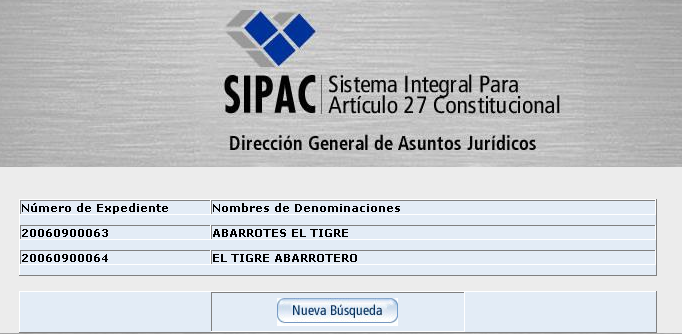 SIPAC
Sistema Integral Para
Artículo 27 Constitucional
Dirección General de Asuntos Jurídicos
Número de Expediente Nombres de Denominaciones
20060900063 ABARROTES EL TIGRE
20060900064 EL TIGRE ABARROTERO
Nueva Búsqueda